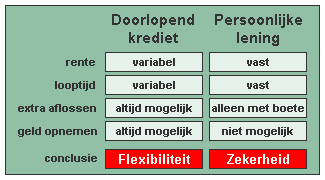 Doorlopend krediet Persoonlijke lening
rente variabel vast
looptijd variabel vast
extra aflossen altijd mogelijk alleen met boete
geld opnemen altijd mogelijk niet mogelijk
conclusie Flexibiliteit Zekerheid